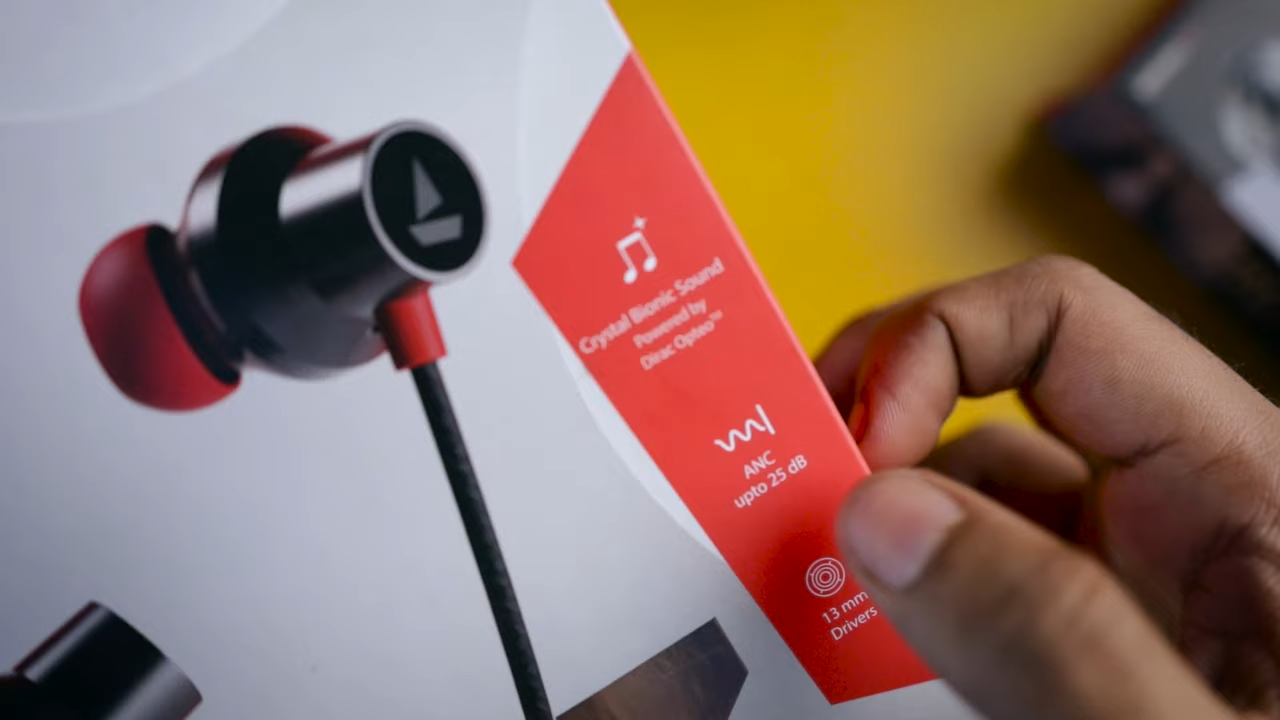 Crystal Bionic Sound
Powered by
Dirac Opteo™
ANC
upto 25 dB
13 mm
Drivers